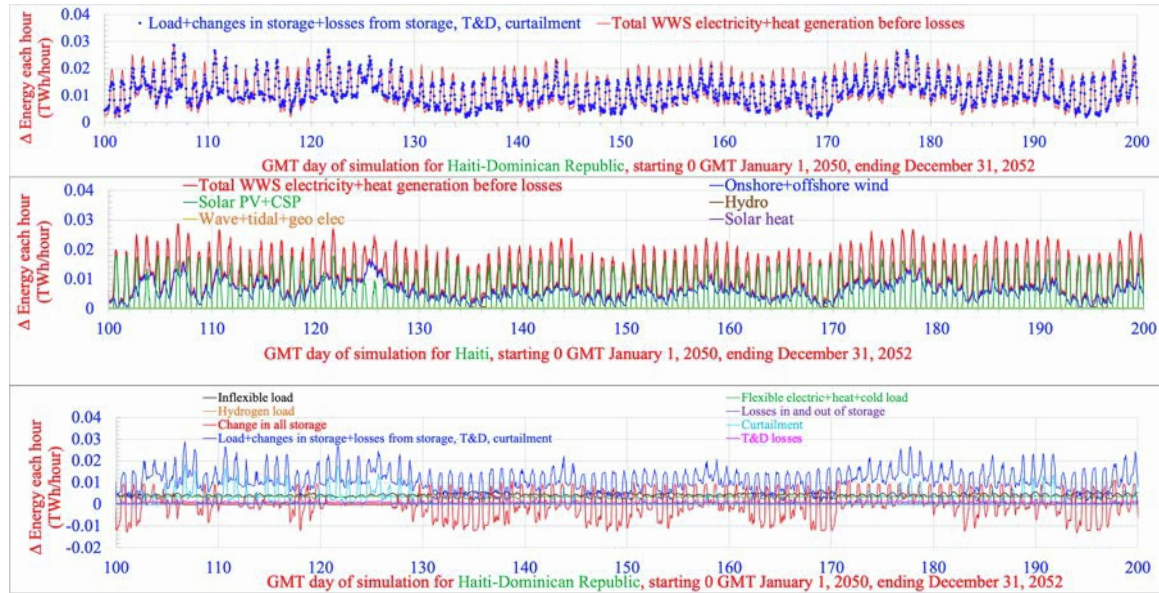 Load+changes in storage+losses from storage, T&D, curtailment Total WWS electricity+heat generation before losses
Δ Energy each hour
(TWh/hour)
0.04
0.03
0.02
0.01
0
100 110 120 130 140 150 160 170 180 190 200
GMT day of simulation for Haiti-Dominican Republic, starting 0 GMT January 1, 2050, ending December 31, 2052
Total WWS electricity+heat generation before losses Onshore+offshore wind
Solar PV+CSP Hydro
Wave+tidal+geo elec Solar heat
Δ Energy each hour
(TWh/hour)
0.04
0.03
0.02
0.01
0
100 110 120 130 140 150 160 170 180 190 200
GMT day of simulation for Haiti, starting 0 GMT January 1, 2050, ending December 31, 2052
Inflexible load Flexible electric+heat+cold load
Hydrogen load Losses in and out of storage
Change in all storage Curtailment
Load+changes in storage+losses from storage, T&D, curtailment T&D losses
Δ Energy each hour
(TWh/hour)
0.04
0.03
0.02
0.01
0
-0.01
-0.02
100 110 120 130 140 150 160 170 180 190 200
GMT day of simulation for Haiti-Dominican Republic, starting 0 GMT January 1, 2050, ending December 31, 2052